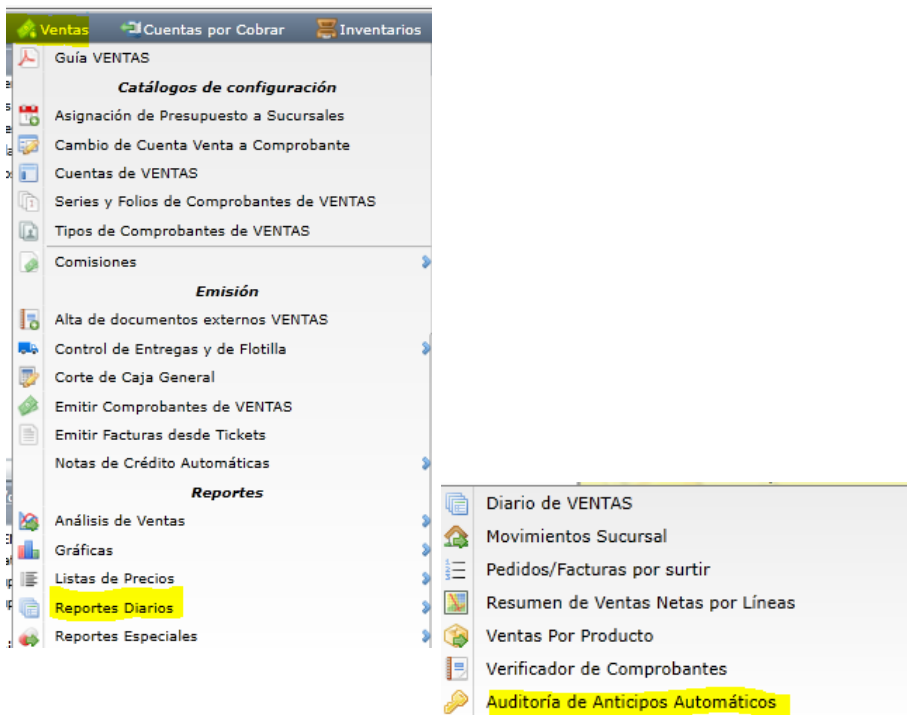 Ventas Cuentas por Cobrar Inventarios
Guía VENTAS
Catálogos de configuración
Asignación de Presupuesto a Sucursales
Cambio de Cuenta Venta a Comprobante
Cuentas de VENTAS
Series y Folios de Comprobantes de VENTAS
Tipos de Comprobantes de VENTAS
Comisiones
Emisión
Alta de documentos externos VENTAS
Control de Entregas y de Flotilla
Corte de Caja General
Emitir Comprobantes de VENTAS
Emitir Facturas desde Tickets
Notas de Crédito Automáticas
Reportes
Análisis de Ventas
Gráficas
Listas de Precios
Reportes Diarios
Reportes Especiales
Diario de VENTAS
Movimientos Sucursal
Pedidos/Facturas por surtir
Resumen de Ventas Netas por Líneas
Ventas Por Producto
Verificador de Comprobantes
Auditoría de Anticipos Automáticos